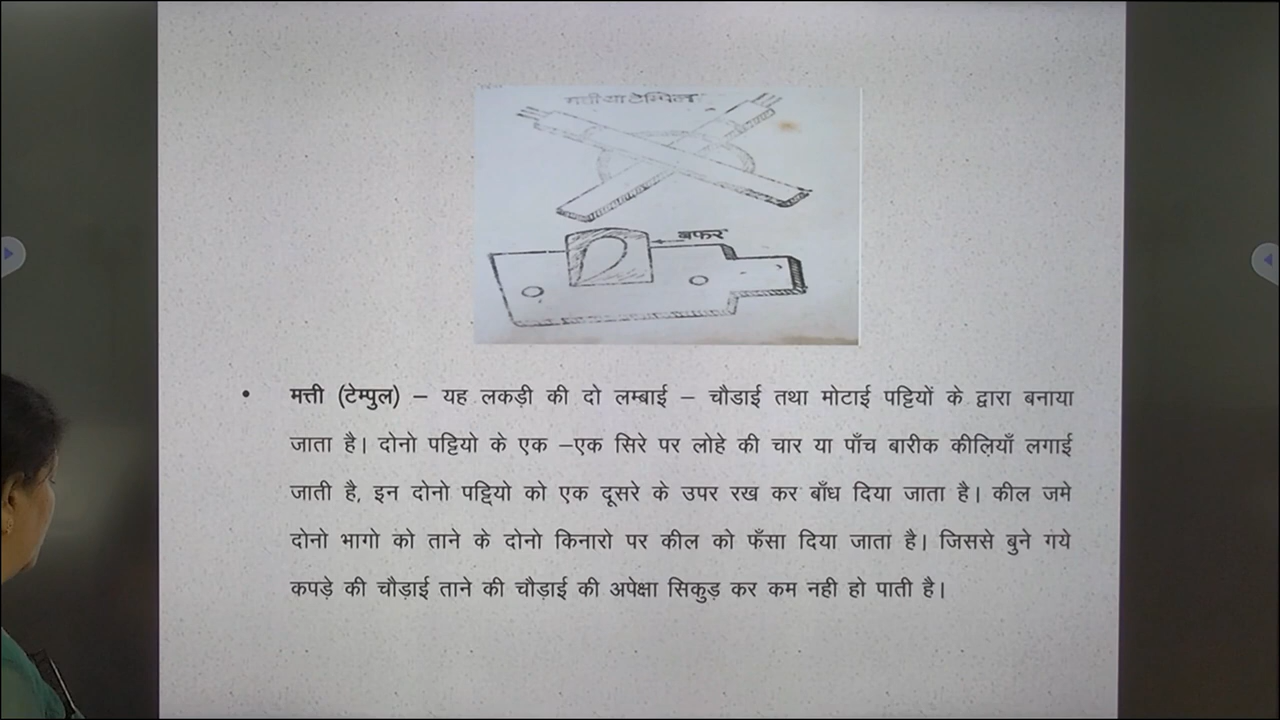 बफर
• मत्ती (टेम्पुल) – यह लकड़ी की दो लम्बाई – चौडाई तथा मोटाई पट्टियों के द्वारा बनाया
जाता है। दोनो पट्टियो के एक –एक सिरे पर लोहे की चार या पाँच बारीक कीलियाँ लगाई
जाती है, इन दोनो पट्टियो को एक दूसरे के उपर रख कर बाँध दिया जाता है। कील जमे
दोनो भागो को ताने के दोनो किनारो पर कील को फँसा दिया जाता है। जिससे बुने गये
कपड़े की चौड़ाई ताने की चौड़ाई की अपेक्षा सिकुड़ कर कम नही हो पाती है।